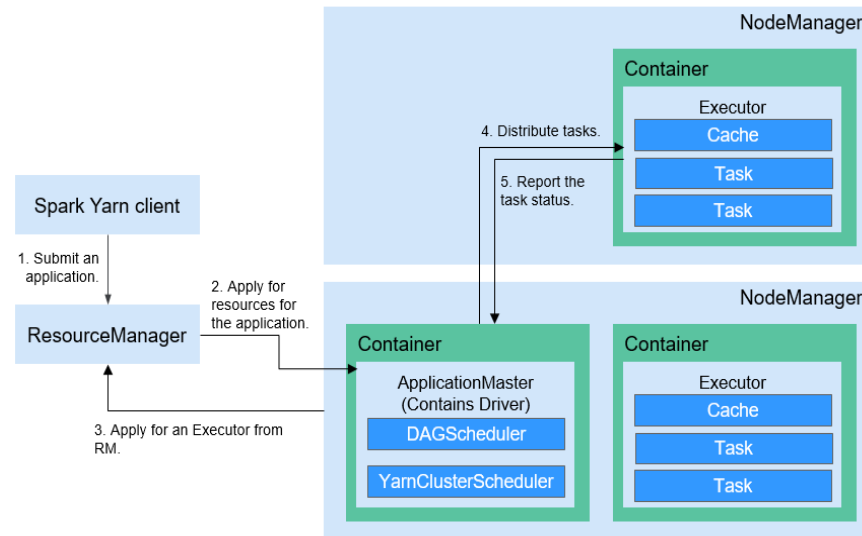 NodeManager
Container
Executor
Cache
Task
Task
4. Distribute tasks.
5. Report the
task status.
Spark Yarn client
1. Submit an
application.
ResourceManager
2. Apply for
resources for
the application.
3. Apply for an Executor from
RM.
NodeManager
Container
ApplicationMaster
(Contains Driver)
DAGScheduler
YarnClusterScheduler
Container
Executor
Cache
Task
Task